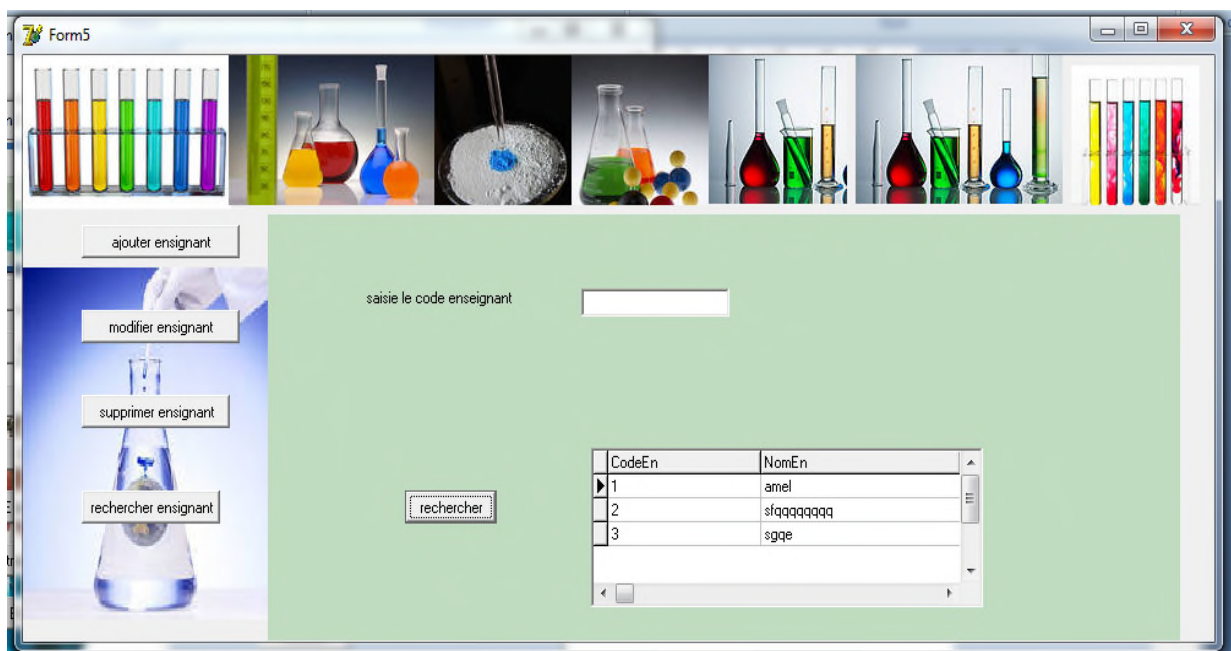 Form5
ajouter ensignant
saisie le code enseignant
modifier ensignant
supprimer ensignant
CodeEn NomEn
1 amel
2 sfqqqqqqqq
3 sgqe
rechercher ensignant
rechercher